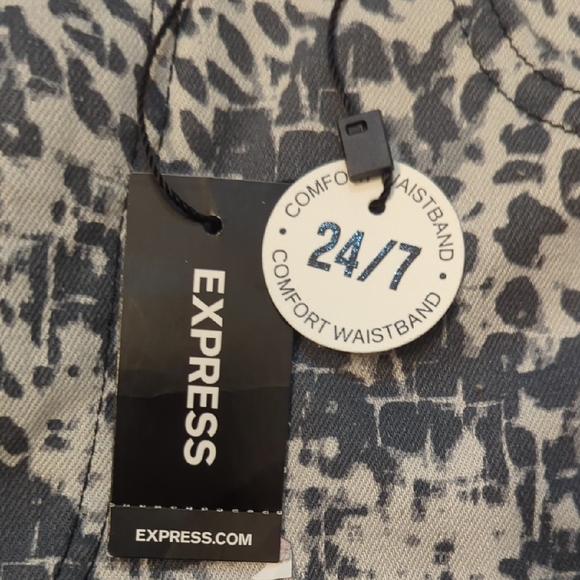 EXPRESS
EXPRESS.COM
COMFORT WAISTBAND
24/7
COMFORT WAISTBAND